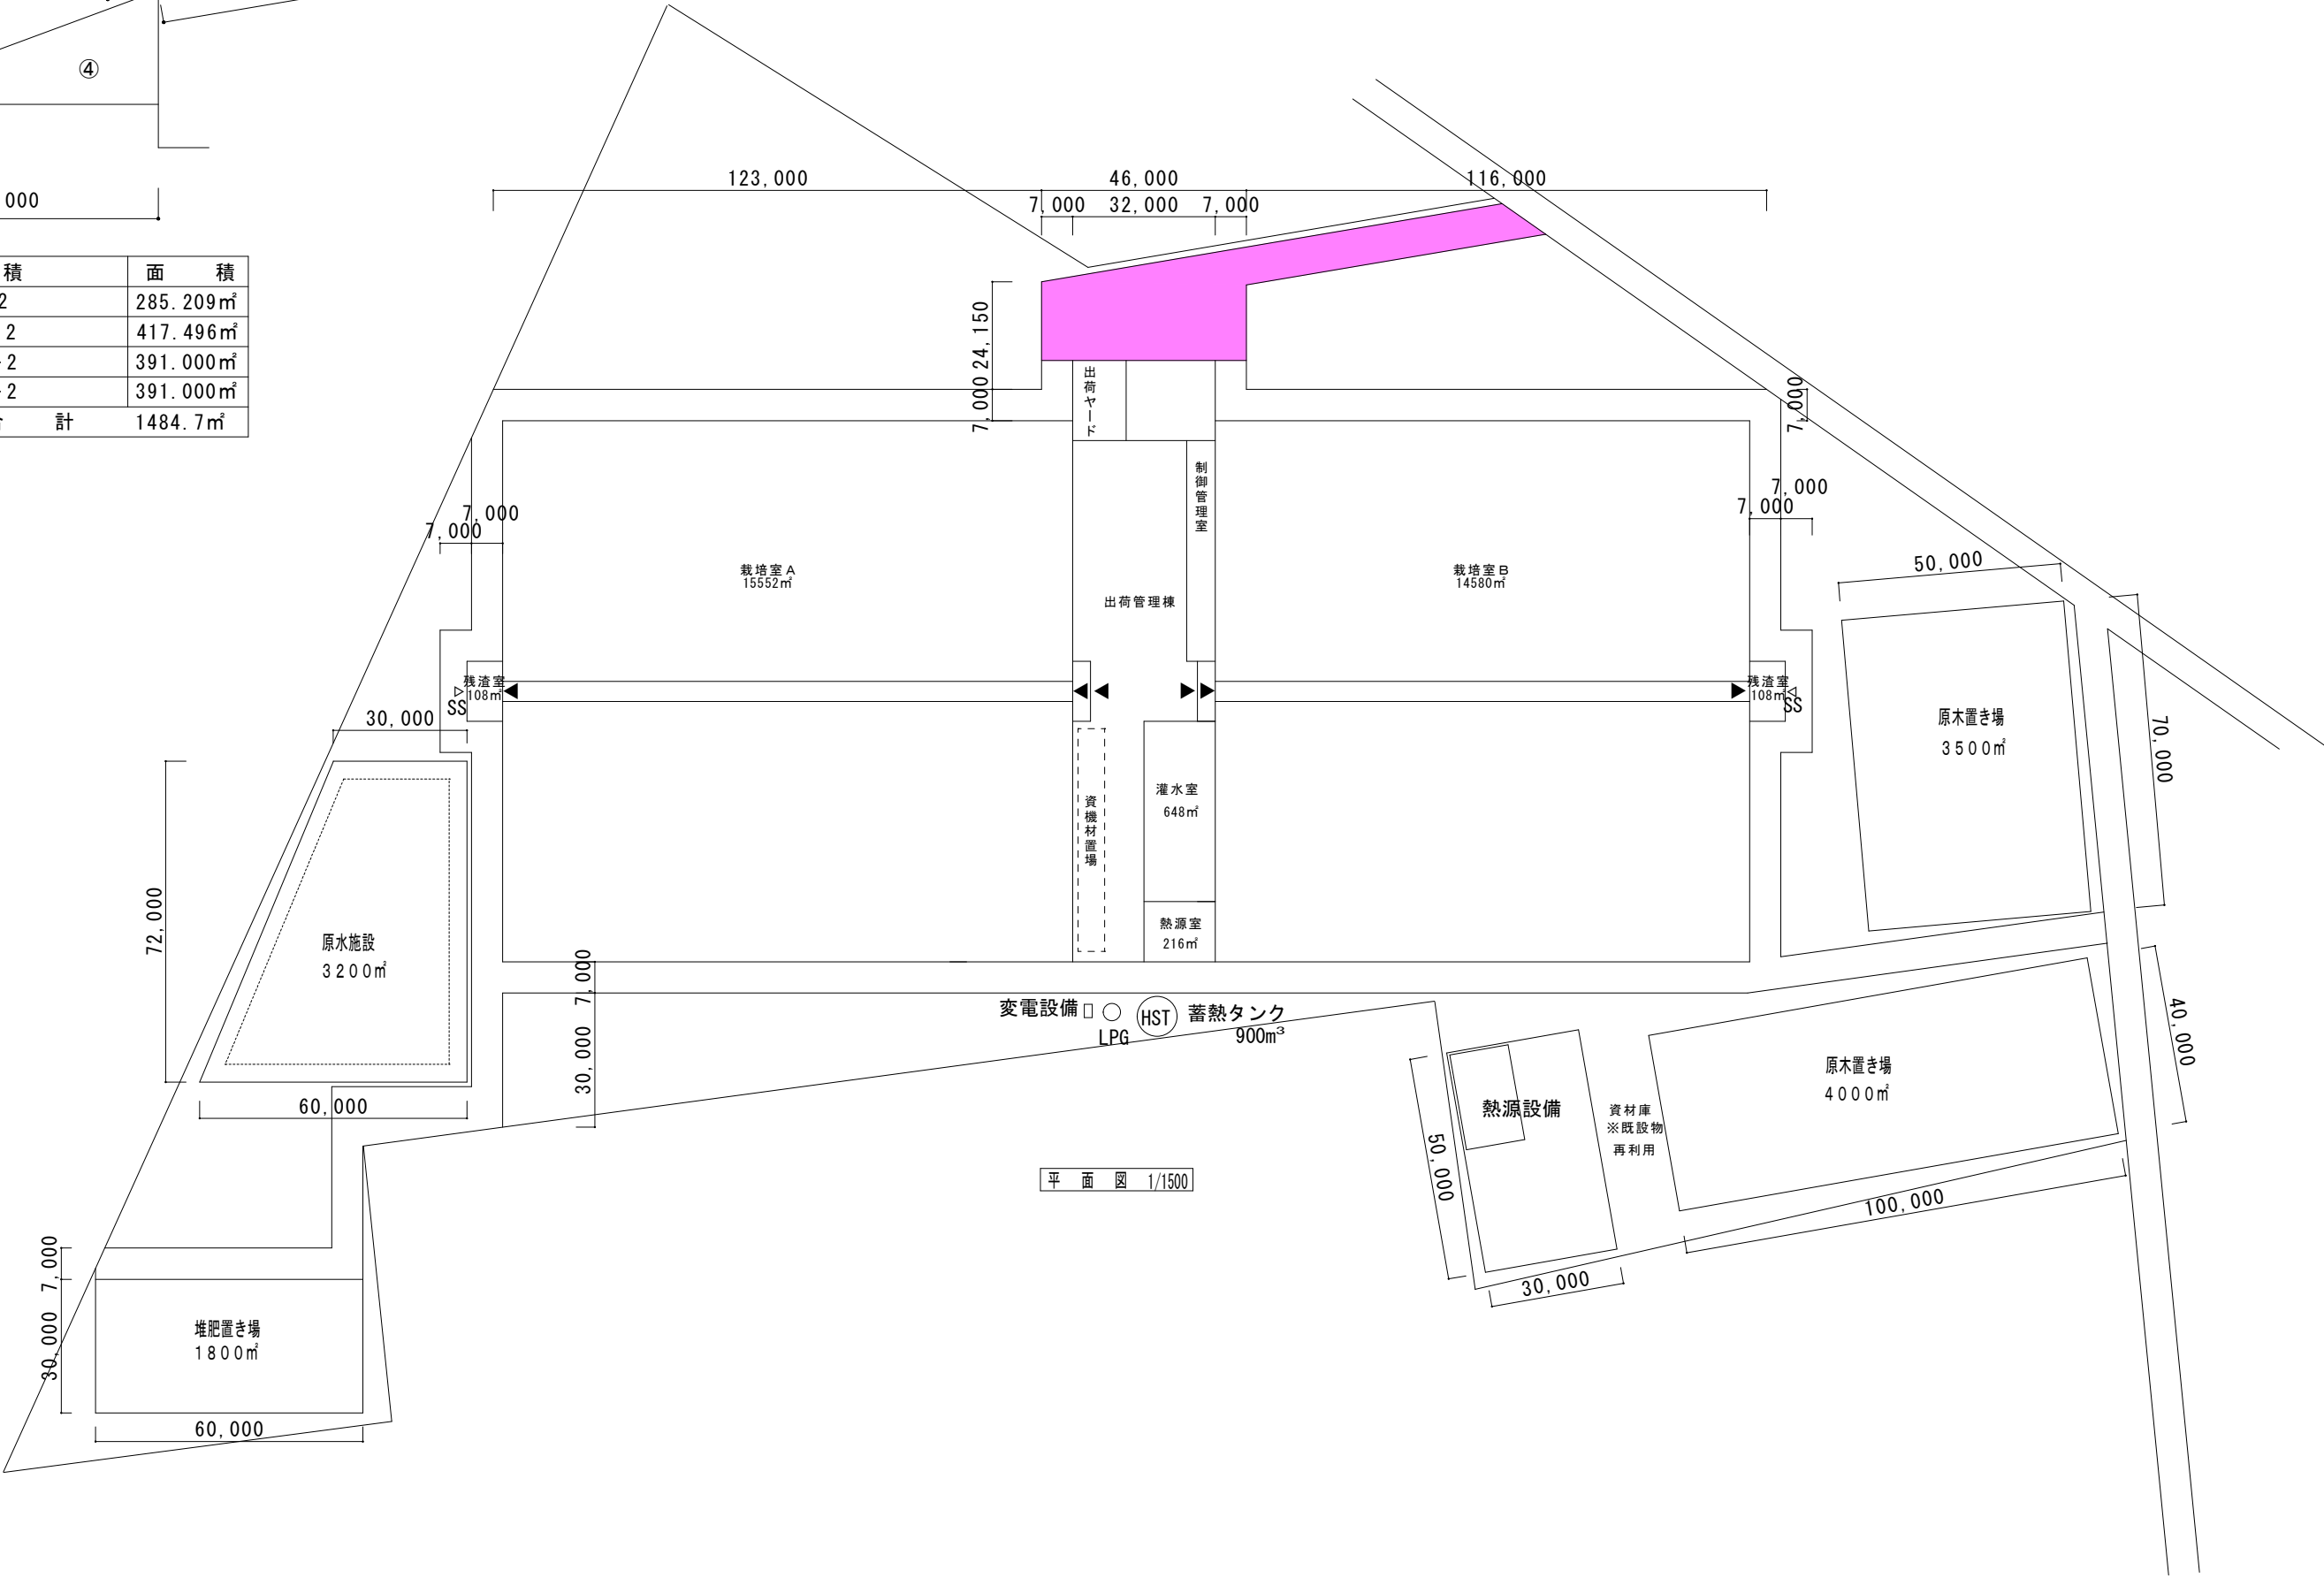 ④
000
積 面 積
2 285.209㎡
2 417.496㎡
2 391.000㎡
2 391.000㎡
計 1484.7㎡
123,000
46,000
116,000
7,000
32,000
7,000
24,150
7,000
7,000
出荷ヤード
制御管理室
7,000
7,000
7,000
7,000
栽培室A
15552㎡
栽培室B
14580㎡
出荷管理棟
50,000
残渣室
108㎡
SS
残渣室
108㎡
SS
30,000
原木置き場
3500㎡
70,000
灌水室
648㎡
資機材置場
72,000
原水施設
3200㎡
熱源室
216㎡
7,000
30,000
変電設備
LPG
HST
蓄熱タンク
900m³
40,000
原木置き場
4000㎡
60,000
熱源設備
資材庫
※既設物
再利用
50,000
平 面 図 1/1500
100,000
30,000
7,000
30,000
堆肥置き場
1800㎡
60,000